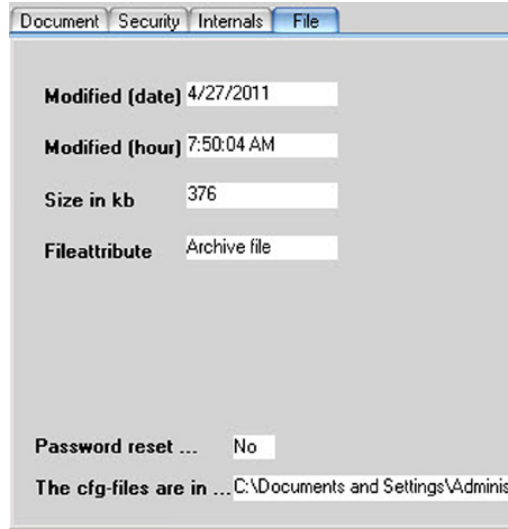 Document Security Internals File
Modified (date) 4/27/2011
Modified (hour) 7:50:04 AM
Size in kb 376
Fileattribute Archive file
Password reset ... No
The cfg-files are in ... C:\Documents and Settings\Adminis